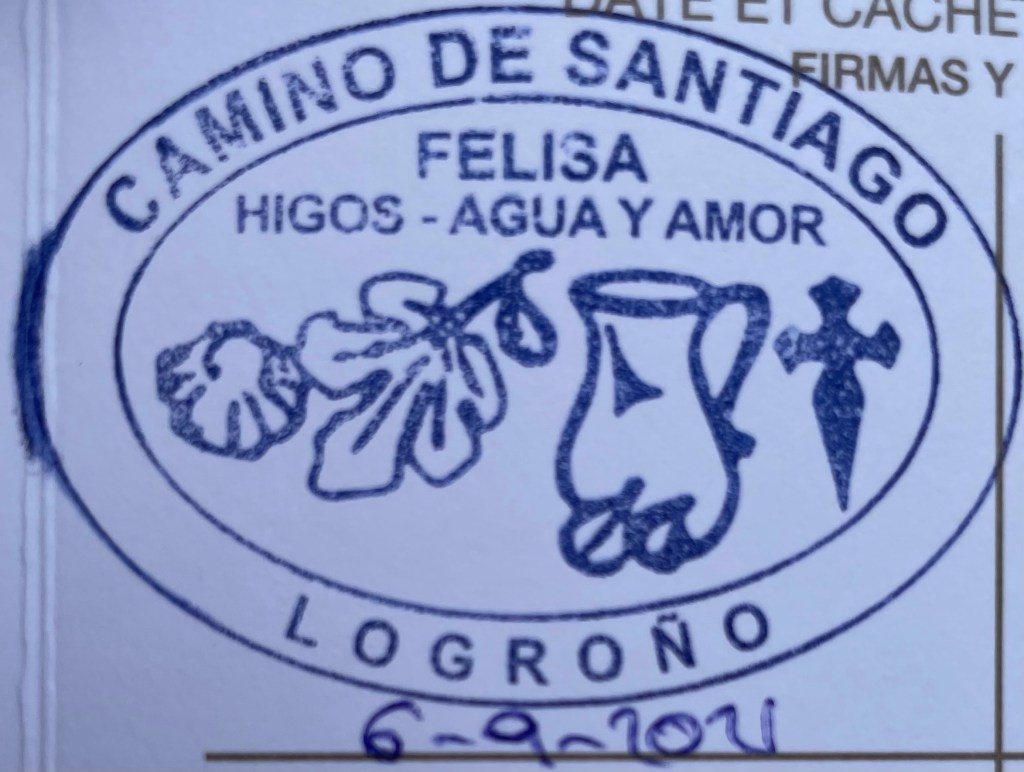 DATE ET CACHE
FIRMAS Y
CAMINO DE SANTIAGO
FELISA
HIGOS - AGUA Y AMOR
LOGROÑO
6-9-2021